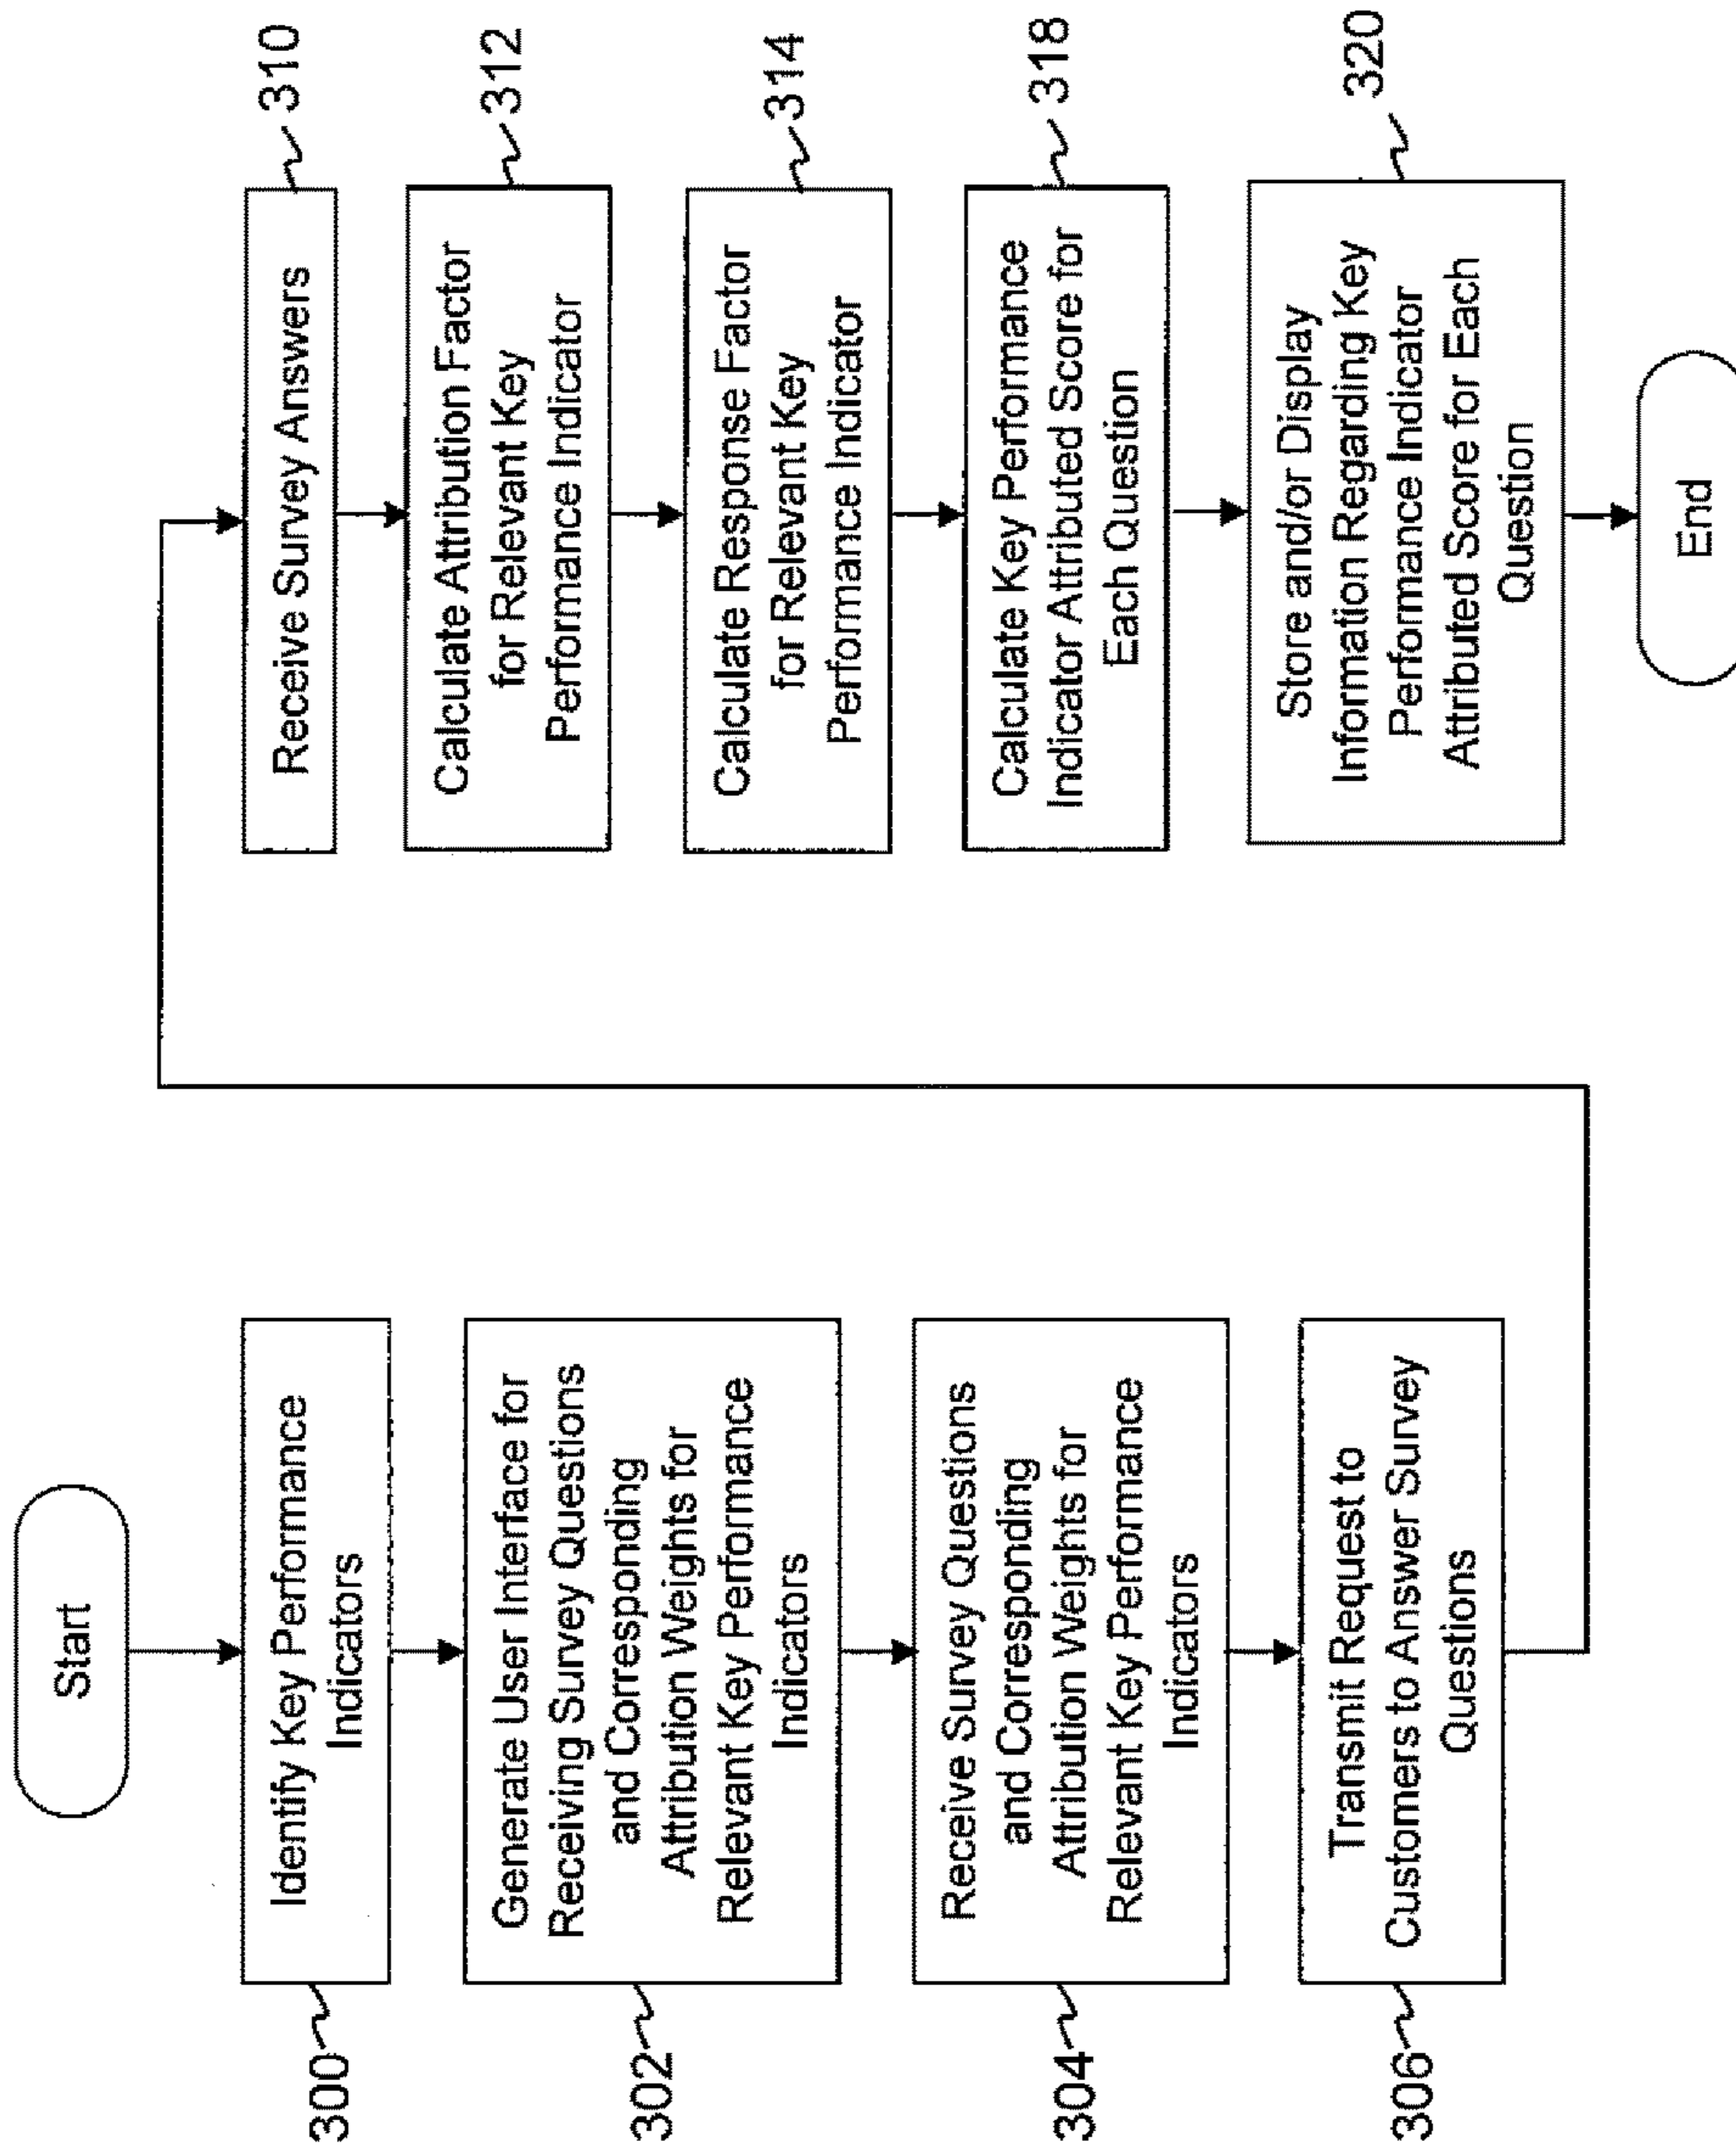 Start
300
Identify Key Performance
Indicators
302
Generate User Interface for
Receiving Survey Questions
and Corresponding
Attribution Weights for
Relevant Key Performance
Indicators
304
Receive Survey Questions
and Corresponding
Attribution Weights for
Relevant Key Performance
Indicators
306
Transmit Request to
Customers to Answer Survey
Questions
Receive Survey Answers
310
Calculate Attribution Factor
for Relevant Key
Performance Indicator
312
Calculate Response Factor
for Relevant Key
Performance Indicator
314
Calculate Key Performance
Indicator Attributed Score for
Each Question
318
Store and/or Display
Information Regarding Key
Performance Indicator
Attributed Score for Each
Question
320
End